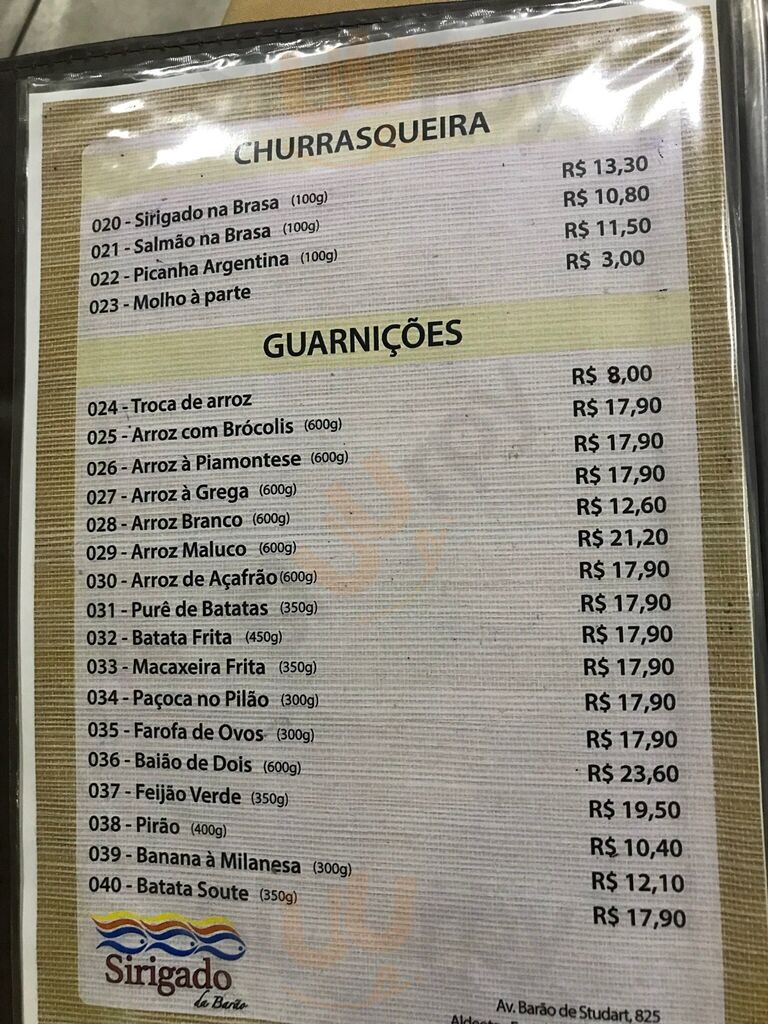 CHURRASQUEIRA
020 - Sirigado na Brasa (100g) R$ 13,30
021 - Salmão na Brasa (100g) R$ 10,80
022 - Picanha Argentina (100g) R$ 11,50
023 - Molho à parte R$ 3,00
GUARNIÇÕES
024 - Troca de arroz R$ 8,00
025 - Arroz com Brócolis (600g) R$ 17,90
026 - Arroz à Piamontese (600g) R$ 17,90
027 - Arroz à Grega (600g) R$ 17,90
028 - Arroz Branco (600g) R$ 12,60
029 - Arroz Maluco (600g) R$ 21,20
030 - Arroz de Açafrão (600g) R$ 17,90
031 - Purê de Batatas (350g) R$ 17,90
032 - Batata Frita (450g) R$ 17,90
033 - Macaxeira Frita (350g) R$ 17,90
034 - Paçoca no Pilão (300g) R$ 17,90
035 - Farofa de Ovos (300g) R$ 17,90
036 - Baião de Dois (600g) R$ 23,60
037 - Feijão Verde (350g) R$ 19,50
038 - Pirão (400g) R$ 10,40
039 - Banana à Milanesa (300g) R$ 12,10
040 - Batata Soute (350g) R$ 17,90
Sirigado
da Barão
Av. Barão de Studart, 825